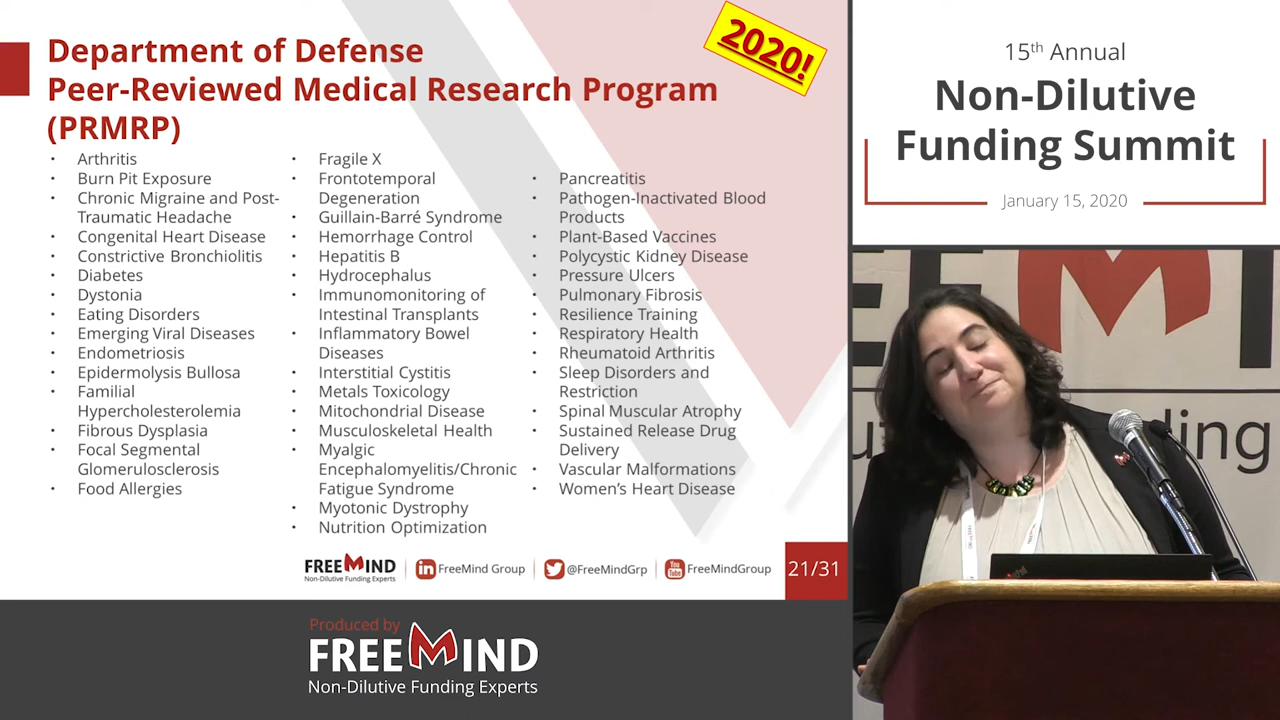 Department of Defense
Peer-Reviewed Medical Research Program
(PRMRP)
2020!
• Arthritis
• Burn Pit Exposure
• Chronic Migraine and Post-
Traumatic Headache
• Congenital Heart Disease
• Constrictive Bronchiolitis
• Diabetes
• Dystonia
• Eating Disorders
• Emerging Viral Diseases
• Endometriosis
• Epidermolysis Bullosa
• Familial
Hypercholesterolemia
• Fibrous Dysplasia
• Focal Segmental
Glomerulosclerosis
• Food Allergies
• Fragile X
• Frontotemporal
Degeneration
• Guillain-Barré Syndrome
• Hemorrhage Control
• Hepatitis B
• Hydrocephalus
• Immunomonitoring of
Intestinal Transplants
• Inflammatory Bowel
Diseases
• Interstitial Cystitis
• Metals Toxicology
• Mitochondrial Disease
• Musculoskeletal Health
• Myalgic
Encephalomyelitis/Chronic
Fatigue Syndrome
• Myotonic Dystrophy
• Nutrition Optimization
• Pancreatitis
• Pathogen-Inactivated Blood
Products
• Plant-Based Vaccines
• Polycystic Kidney Disease
• Pressure Ulcers
• Pulmonary Fibrosis
• Resilience Training
• Respiratory Health
• Rheumatoid Arthritis
• Sleep Disorders and
Restriction
• Spinal Muscular Atrophy
• Sustained Release Drug
Delivery
• Vascular Malformations
• Women's Heart Disease
FREEMIND
Non-Dilutive Funding Experts
in FreeMind Group
@FreeMindGrp
You Tube FreeMindGroup
21/31
Produced by
FREEMIND
Non-Dilutive Funding Experts
15th Annual
Non-Dilutive
Funding Summit
January 15, 2020